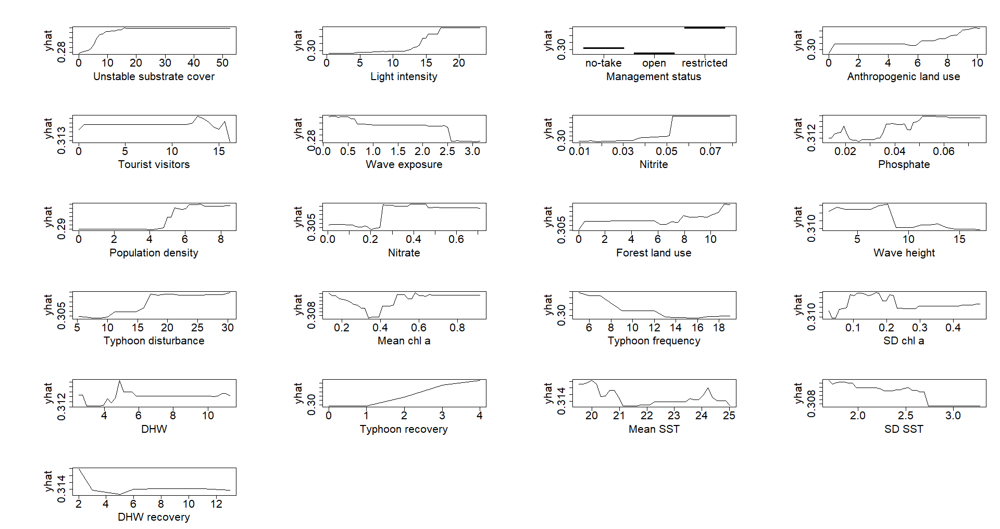 yhat
0.28
0 10 20 30 40 50
Unstable substrate cover
yhat
0.30
0 5 10 15 20
Light intensity
yhat
0.30
no-take open restricted
Management status
yhat
0.30
0 2 4 6 8 10
Anthropogenic land use
yhat
0.313
0 5 10 15
Tourist visitors
yhat
0.28
0.0 0.5 1.0 1.5 2.0 2.5 3.0
Wave exposure
yhat
0.30
0.01 0.03 0.05 0.07
Nitrite
yhat
0.312
0.02 0.04 0.06
Phosphate
yhat
0.29
0 2 4 6 8
Population density
yhat
0.305
0.0 0.2 0.4 0.6
Nitrate
yhat
0.305
0 2 4 6 8 10
Forest land use
yhat
0.310
5 10 15
Wave height
yhat
0.305
5 10 15 20 25 30
Typhoon disturbance
yhat
0.308
0.2 0.4 0.6 0.8
Mean chl a
yhat
0.30
6 8 10 12 14 16 18
Typhoon frequency
yhat
0.310
0.1 0.2 0.3 0.4
SD chl a
yhat
0.312
4 6 8 10
DHW
yhat
0.30
0 1 2 3 4
Typhoon recovery
yhat
0.314
20 21 22 23 24 25
Mean SST
yhat
0.308
2.0 2.5 3.0
SD SST
yhat
0.314
2 4 6 8 10 12
DHW recovery